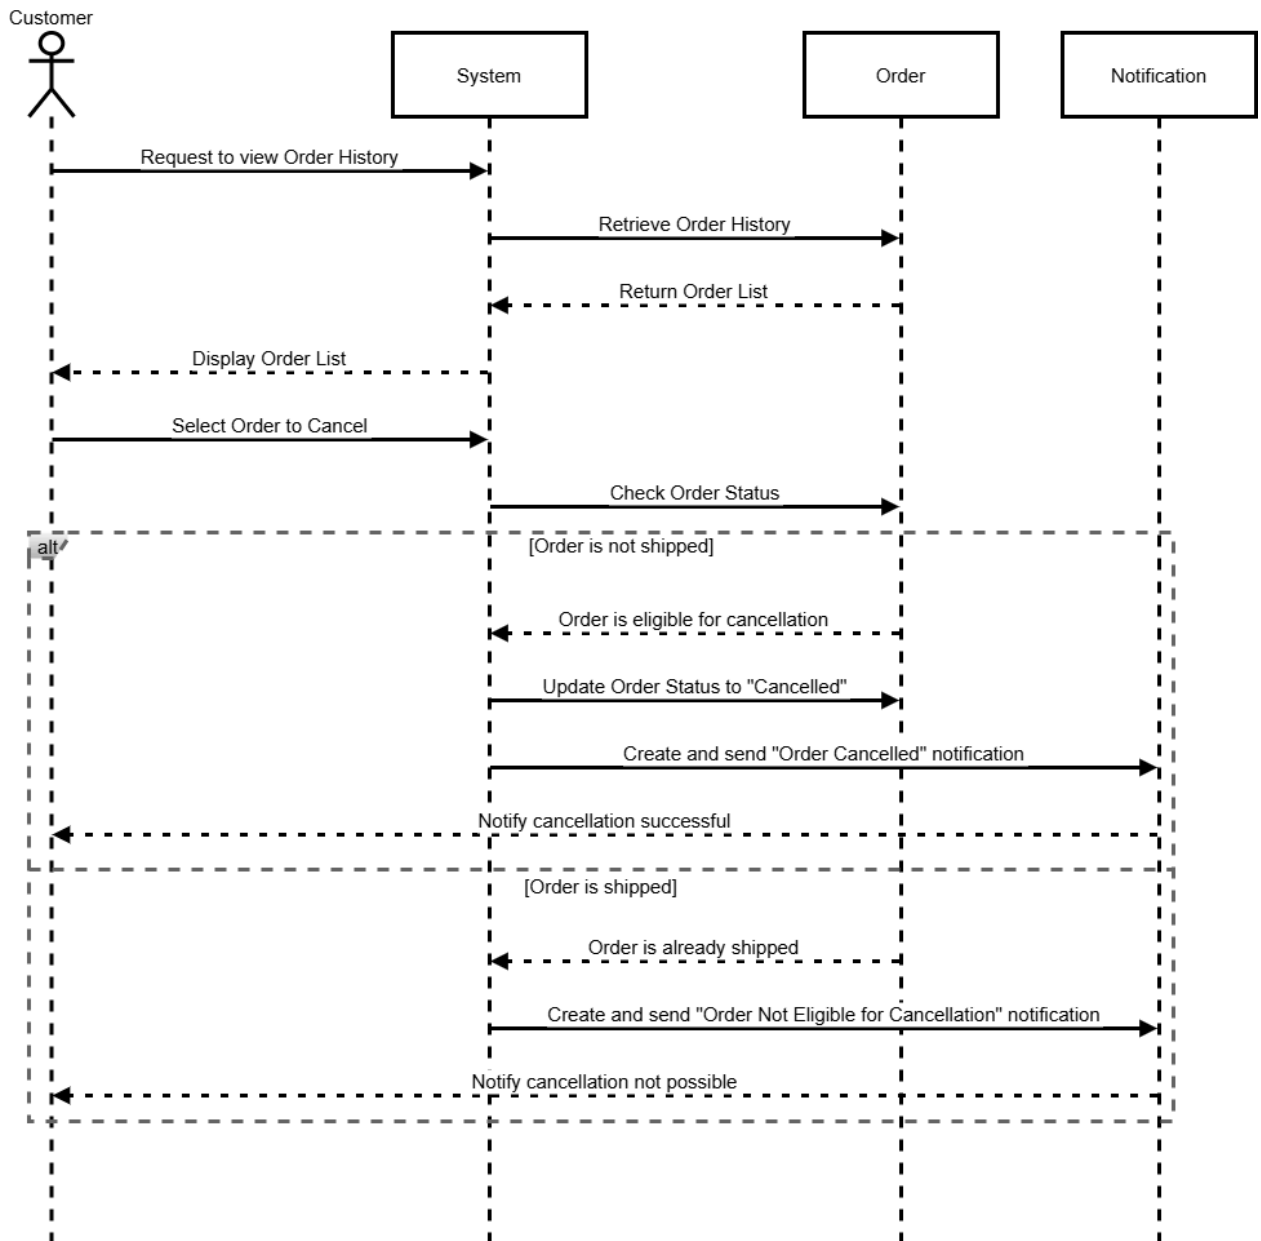 Customer
System
Order
Notification
Request to view Order History
Retrieve Order History
Return Order List
Display Order List
Select Order to Cancel
Check Order Status
alt
[Order is not shipped]
Order is eligible for cancellation
Update Order Status to "Cancelled"
Create and send "Order Cancelled" notification
Notify cancellation successful
[Order is shipped]
Order is already shipped
Create and send "Order Not Eligible for Cancellation" notification
Notify cancellation not possible